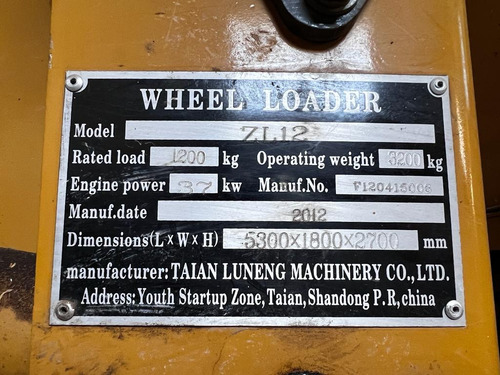 WHEEL LOADER
Model ZL12
Rated load 1200 kg Operating weight 3200 kg
Engine power 37 kw Manuf.No. F120415006
Manuf.date 2012
Dimensions(L×W×H) 5300×1800×2700 mm
manufacturer: TAIAN LUNENG MACHINERY CO., LTD.
Address: Youth Startup Zone, Taian, Shandong P.R, china